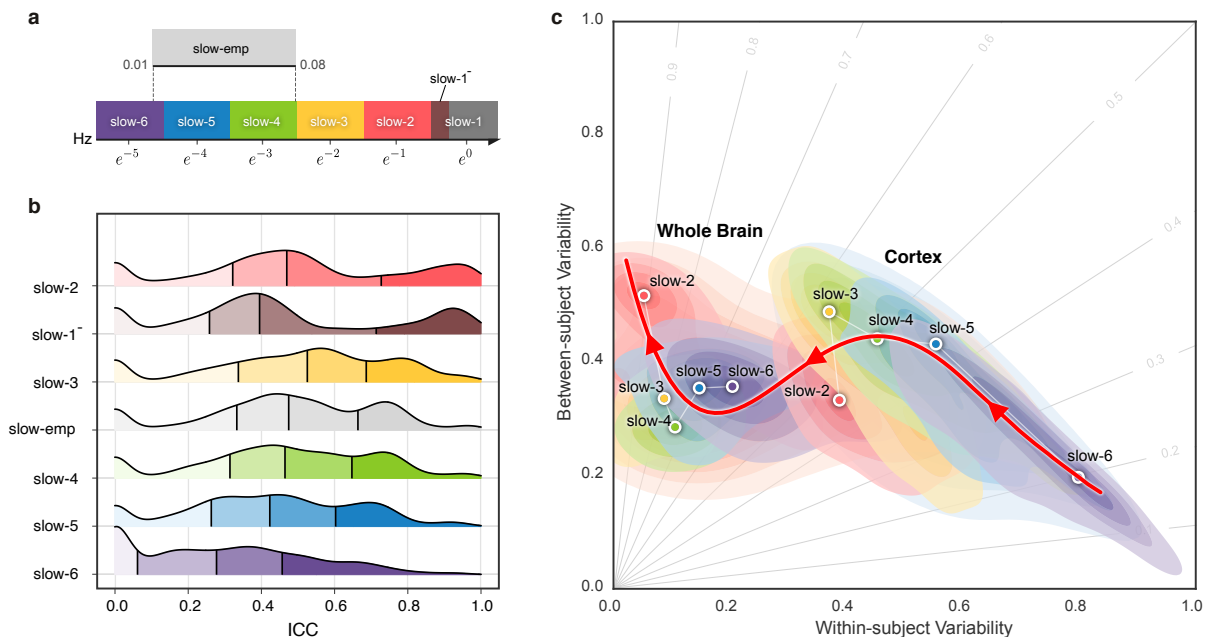 a
slow-emp
0.01
0.08
slow-1⁻
slow-6 slow-5 slow-4 slow-3 slow-2 slow-1
Hz
e⁻⁵ e⁻⁴ e⁻³ e⁻² e⁻¹ e⁰
b
slow-2
slow-1⁻
slow-3
slow-emp
slow-4
slow-5
slow-6
0.0 0.2 0.4 0.6 0.8 1.0
ICC
c
Between-subject Variability
1.0
0.8
0.6
0.4
0.2
0.0
0.9
0.8
0.7
0.6
0.5
0.4
0.3
0.2
0.1
Whole Brain
Cortex
slow-2
slow-3
slow-4
slow-5
slow-5
slow-6
slow-3
slow-2
slow-4
slow-6
0.0 0.2 0.4 0.6 0.8 1.0
Within-subject Variability